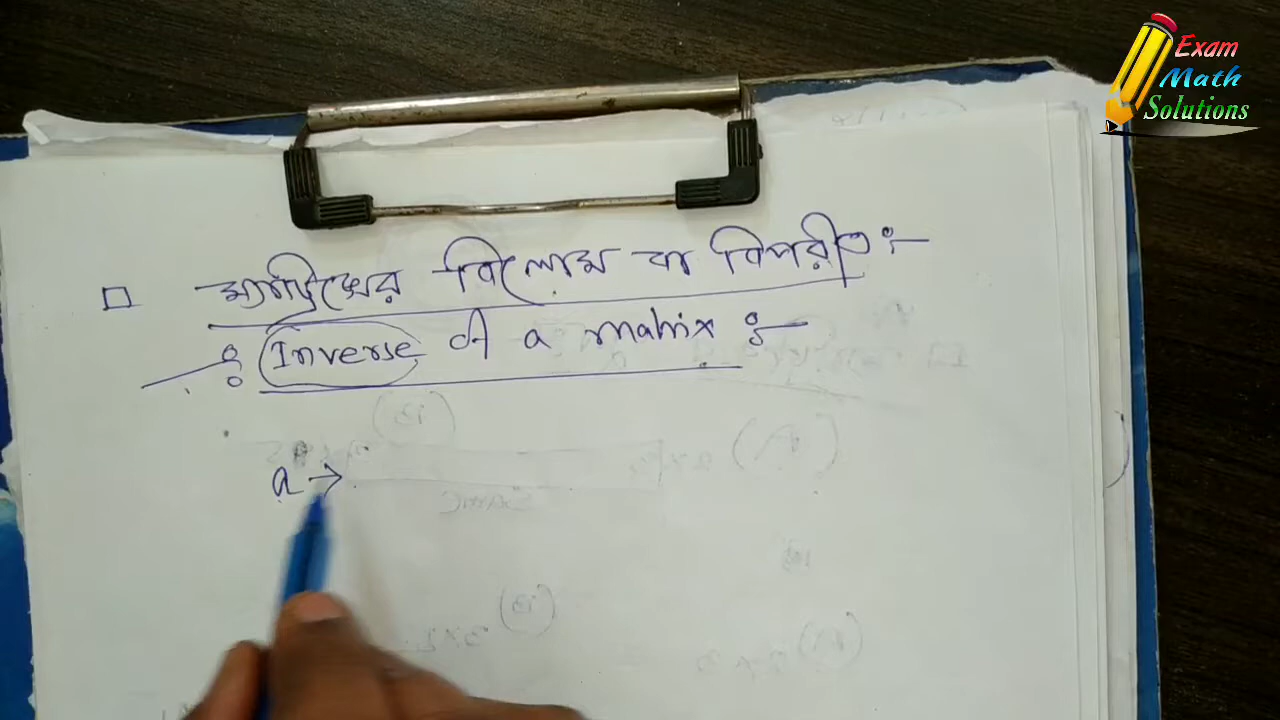 Exam
Math
Solutions
□ ম্যাট্রিক্সের বিলোম বা বিপরীত :-
: Inverse of a matrix :-
a →